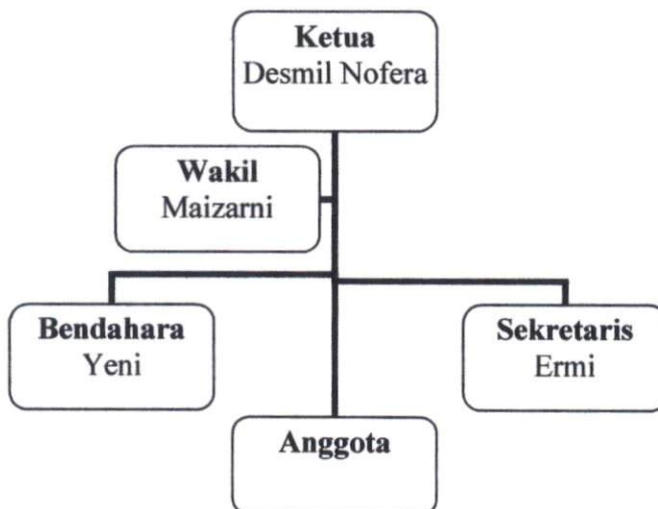 Ketua
Desmil Nofera
Wakil
Maizarni
Bendahara
Yeni
Sekretaris
Ermi
Anggota